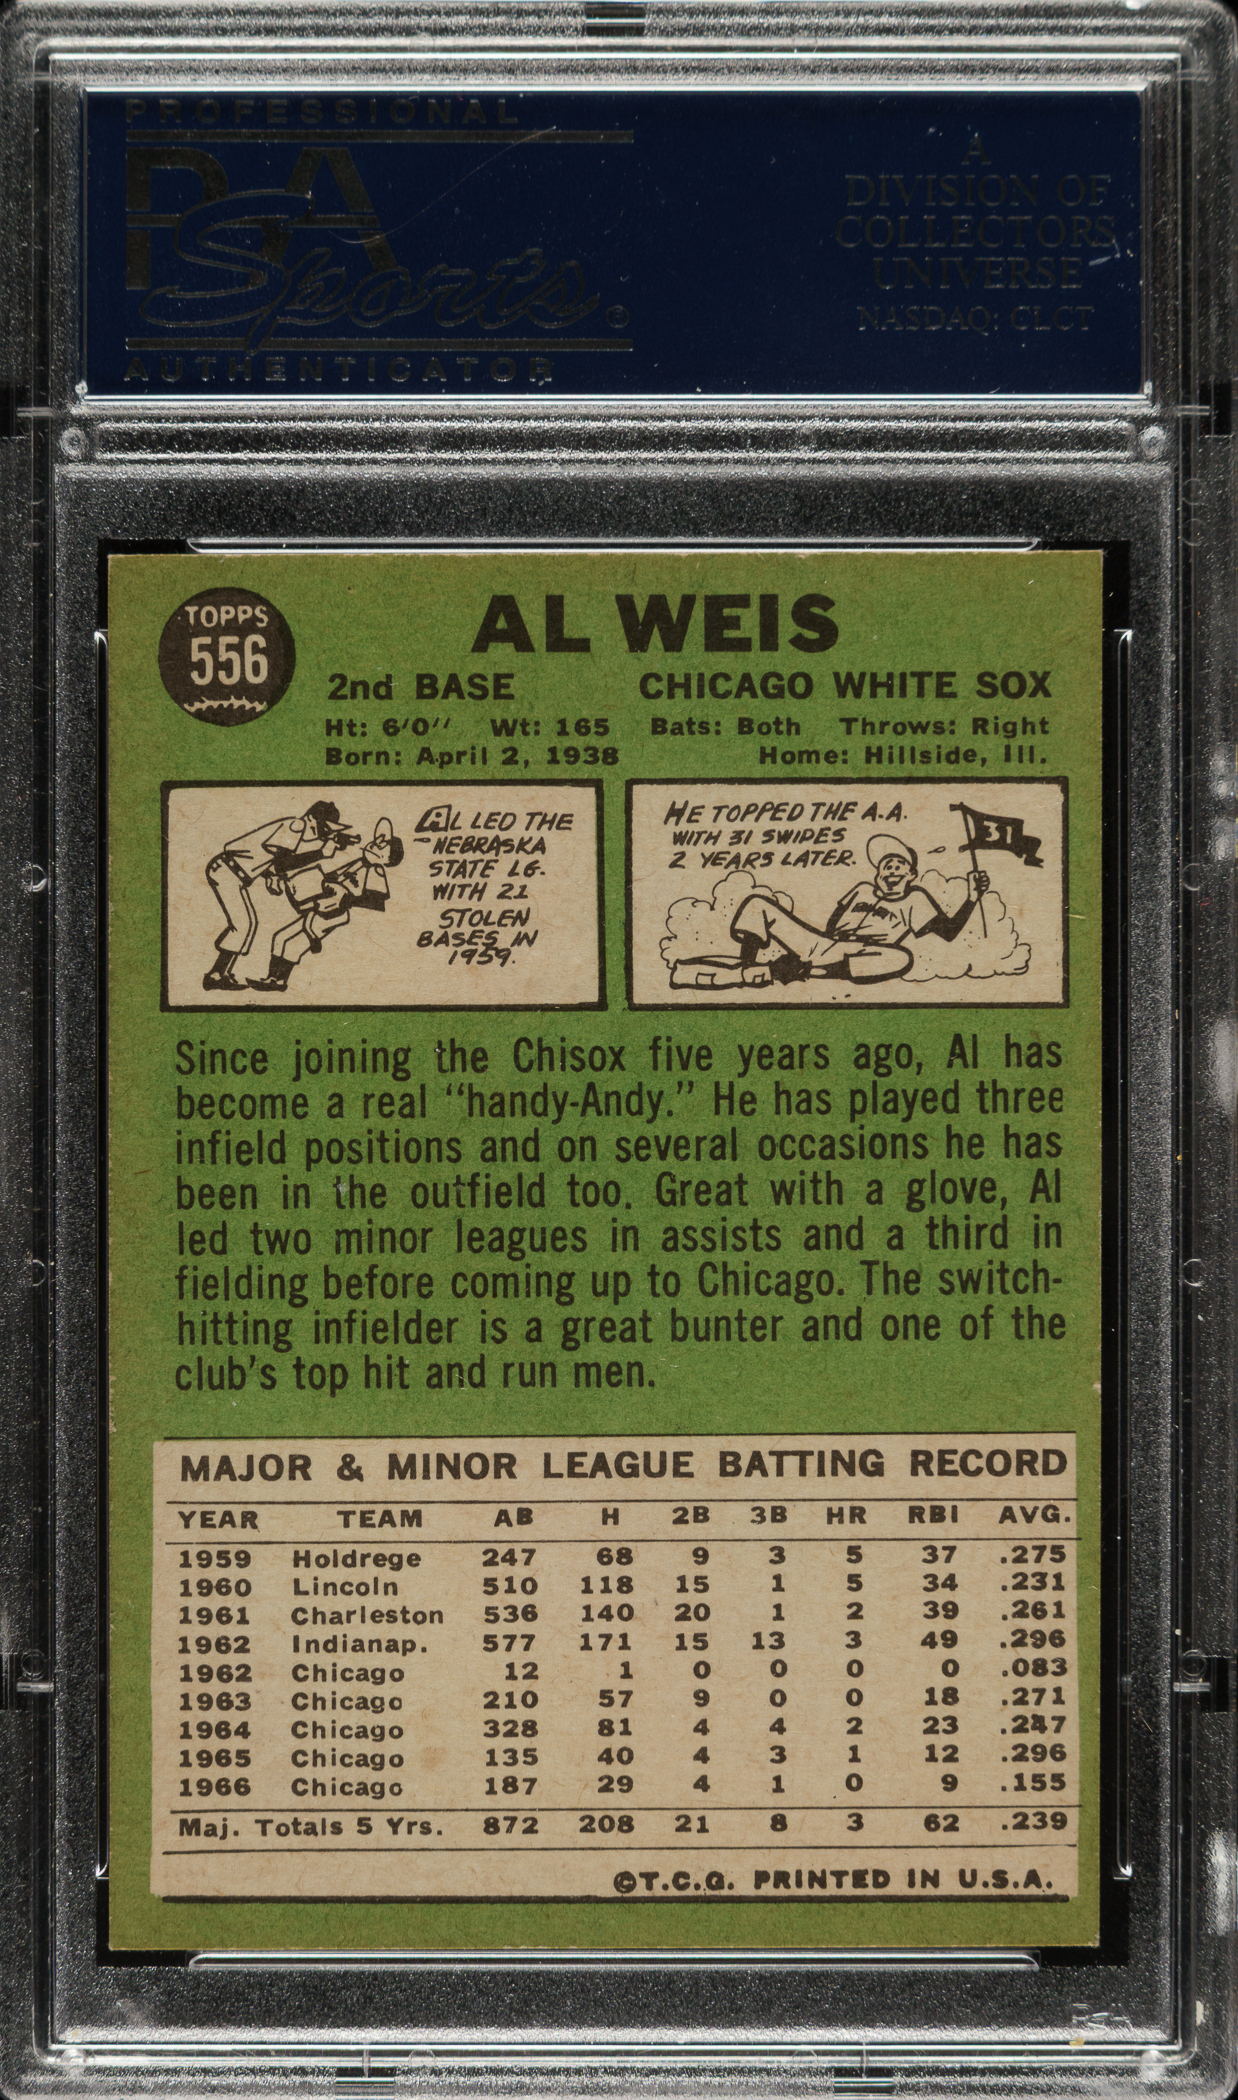 PROFESSIONAL
PSA
Sports®
AUTHENTICATOR
A
DIVISION OF
COLLECTORS
UNIVERSE
NASDAQ: CLCT
TOPPS
556
AL WEIS
2nd BASE CHICAGO WHITE SOX
Ht: 6'0'' Wt: 165 Bats: Both Throws: Right
Born: April 2, 1938 Home: Hillside, Ill.
AL LED THE
NEBRASKA
STATE LG.
WITH 21
STOLEN
BASES IN
1959.
HE TOPPED THE A.A.
WITH 31 SWIPES
2 YEARS LATER.
31
Since joining the Chisox five years ago, Al has
become a real "handy-Andy." He has played three
infield positions and on several occasions he has
been in the outfield too. Great with a glove, Al
led two minor leagues in assists and a third in
fielding before coming up to Chicago. The switch-
hitting infielder is a great bunter and one of the
club's top hit and run men.
MAJOR & MINOR LEAGUE BATTING RECORD
YEAR TEAM AB H 2B 3B HR RBI AVG.
1959 Holdrege 247 68 9 3 5 37 .275
1960 Lincoln 510 118 15 1 5 34 .231
1961 Charleston 536 140 20 1 2 39 .261
1962 Indianap. 577 171 15 13 3 49 .296
1962 Chicago 12 1 0 0 0 0 .083
1963 Chicago 210 57 9 0 0 18 .271
1964 Chicago 328 81 4 4 2 23 .247
1965 Chicago 135 40 4 3 1 12 .296
1966 Chicago 187 29 4 1 0 9 .155
Maj. Totals 5 Yrs. 872 208 21 8 3 62 .239
©T.C.G. PRINTED IN U.S.A.